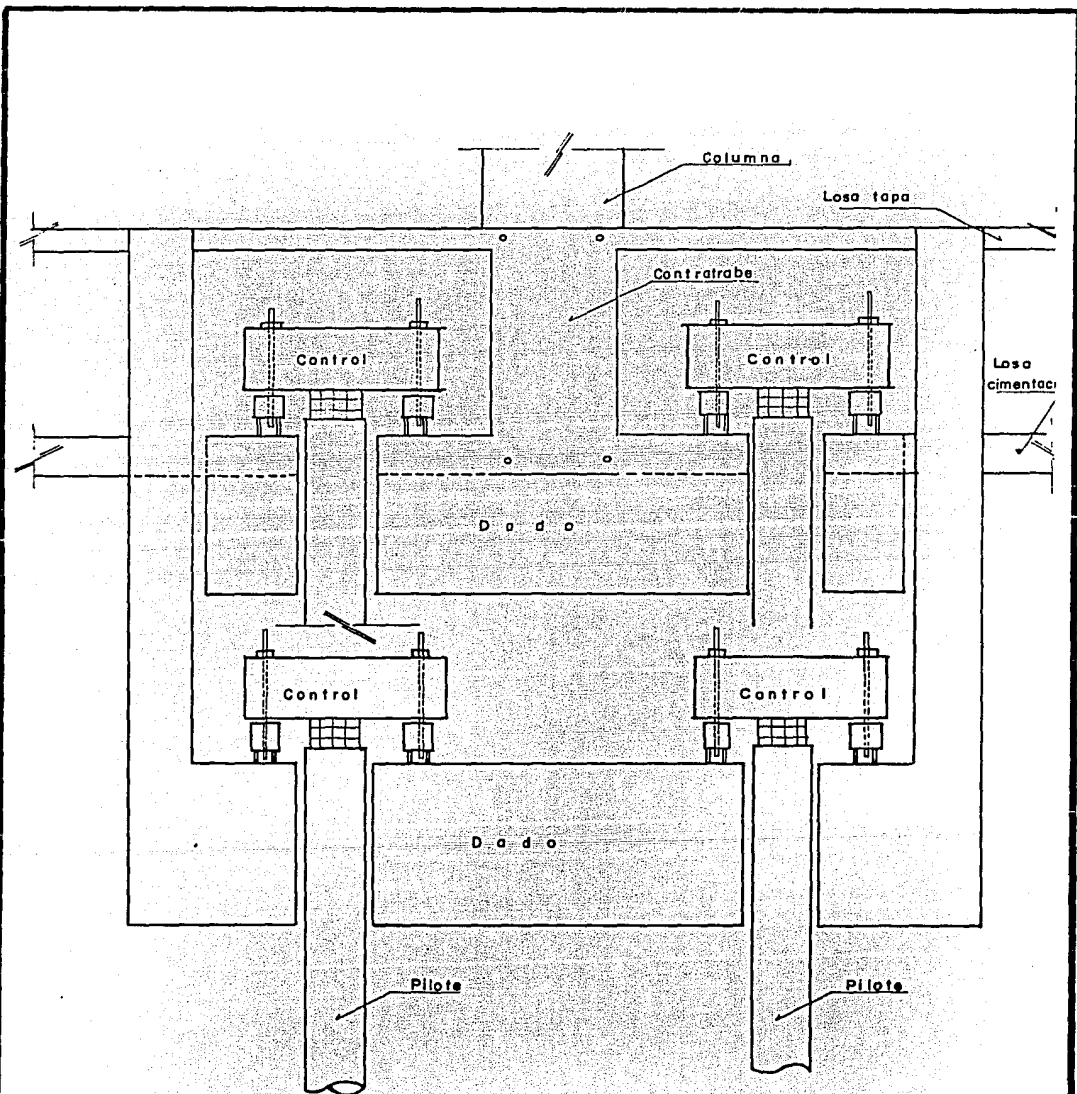 Columna
Losa tapa
Contratrabe
Control
Control
Losa
cimentaci
Dado
Control
Control
Dado
Pilote
Pilote